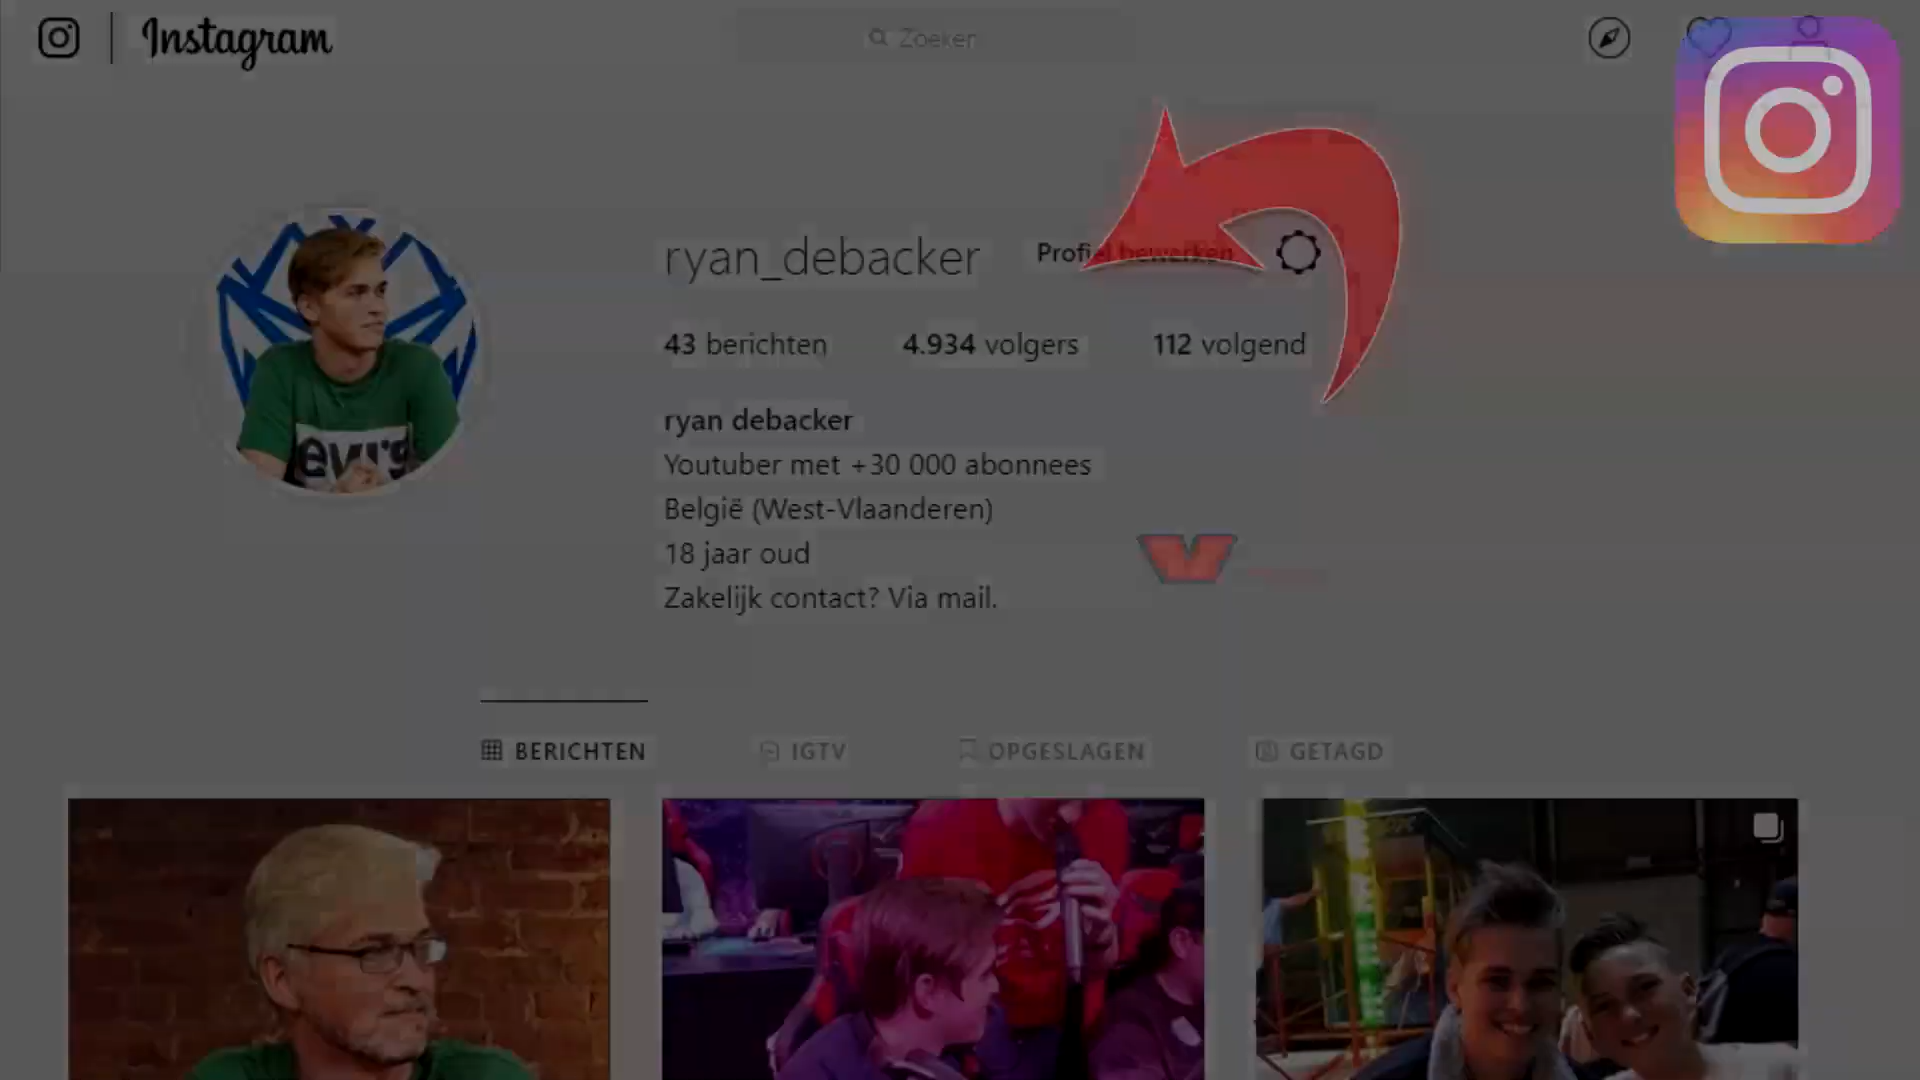 Instagram
Zoeken
ryan_debacker Profiel bewerken
43 berichten 4.934 volgers 112 volgend
ryan debacker
Youtuber met +30 000 abonnees
België (West-Vlaanderen)
18 jaar oud
Zakelijk contact? Via mail.
BERICHTEN IGTV OPGESLAGEN GETAGD